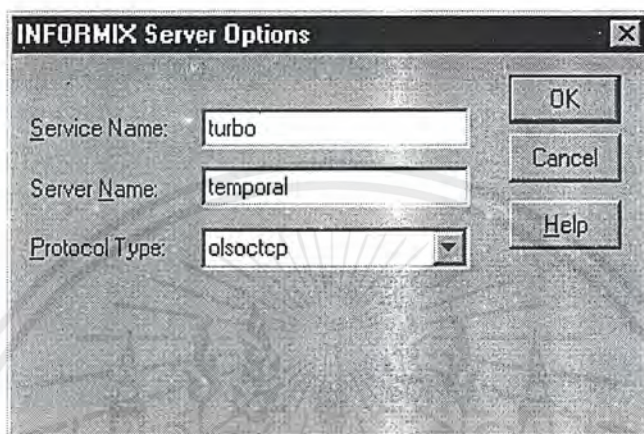 INFORMIX Server Options
Service Name: turbo
Server Name: temporal
Protocol Type: olsoctcp
OK
Cancel
Help